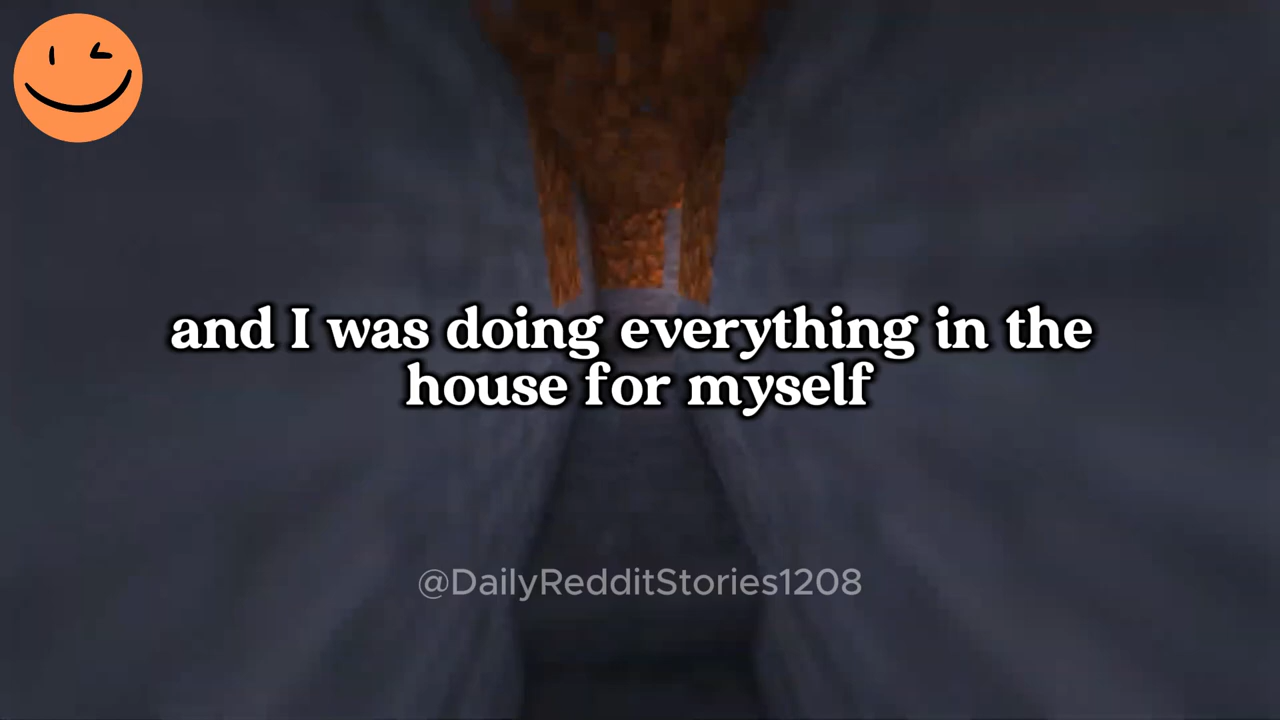 and I was doing everything in the
house for myself
@DailyRedditStories1208